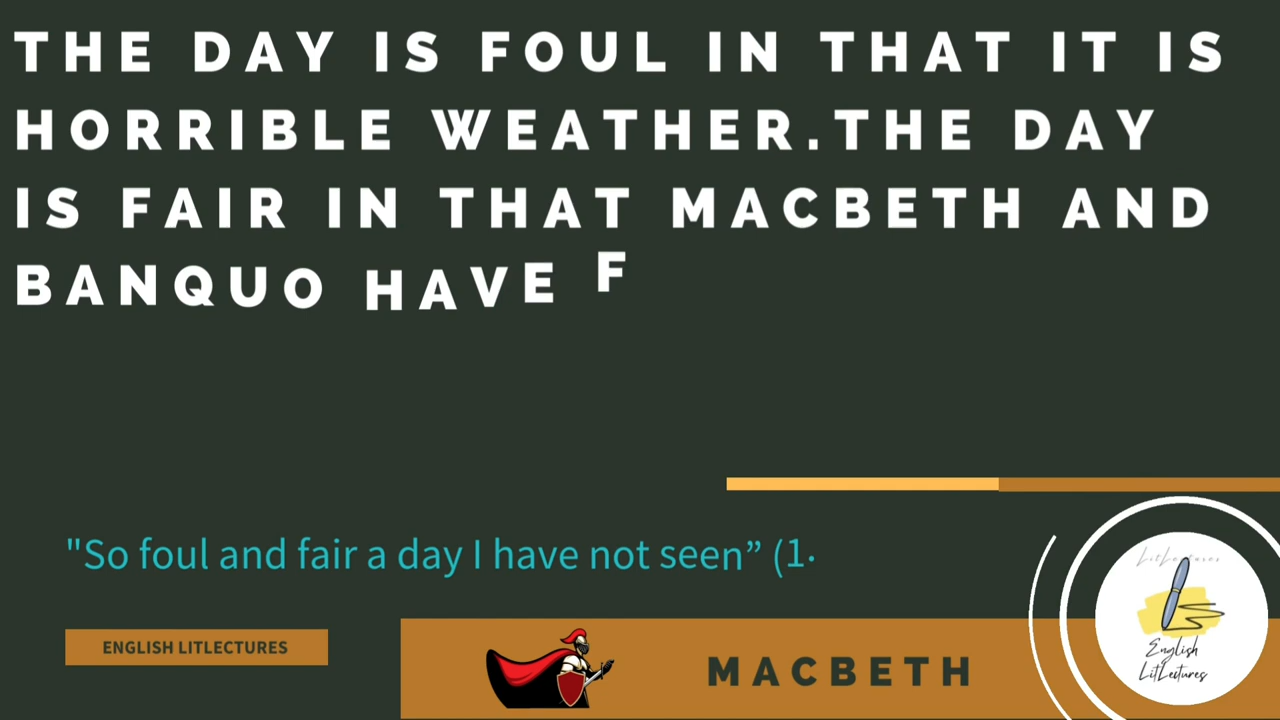 THE DAY IS FOUL IN THAT IT IS
HORRIBLE WEATHER.THE DAY
IS FAIR IN THAT MACBETH AND
BANQUO HAVE F
"So foul and fair a day I have not seen” (1.
ENGLISH LITLECTURES
MACBETH
LitLectures
English
LitLectures